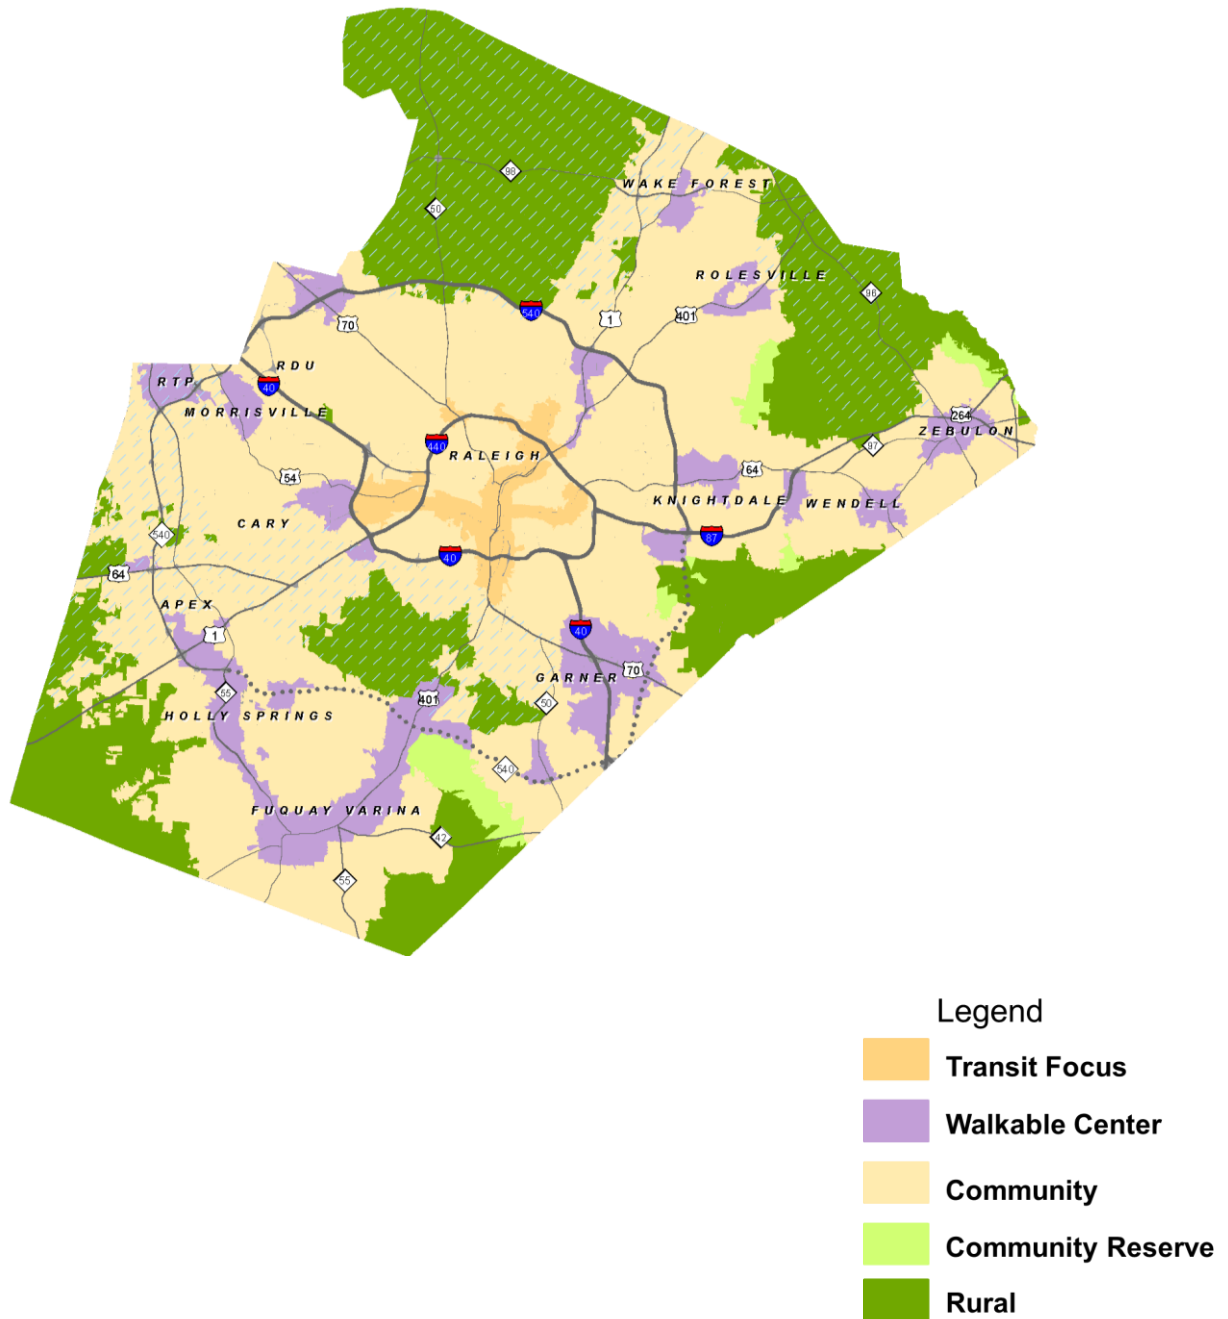 98
50
WAKE FOREST
ROLESVILLE
96
540
1
401
70
RDU
RTP
40
MORRISVILLE
264
ZEBULON
97
440
RALEIGH
64
54
KNIGHTDALE
WENDELL
CARY
540
87
40
64
APEX
1
40
70
GARNER
55
401
50
HOLLY SPRINGS
540
FUQUAY VARINA
42
55
Legend
Transit Focus
Walkable Center
Community
Community Reserve
Rural